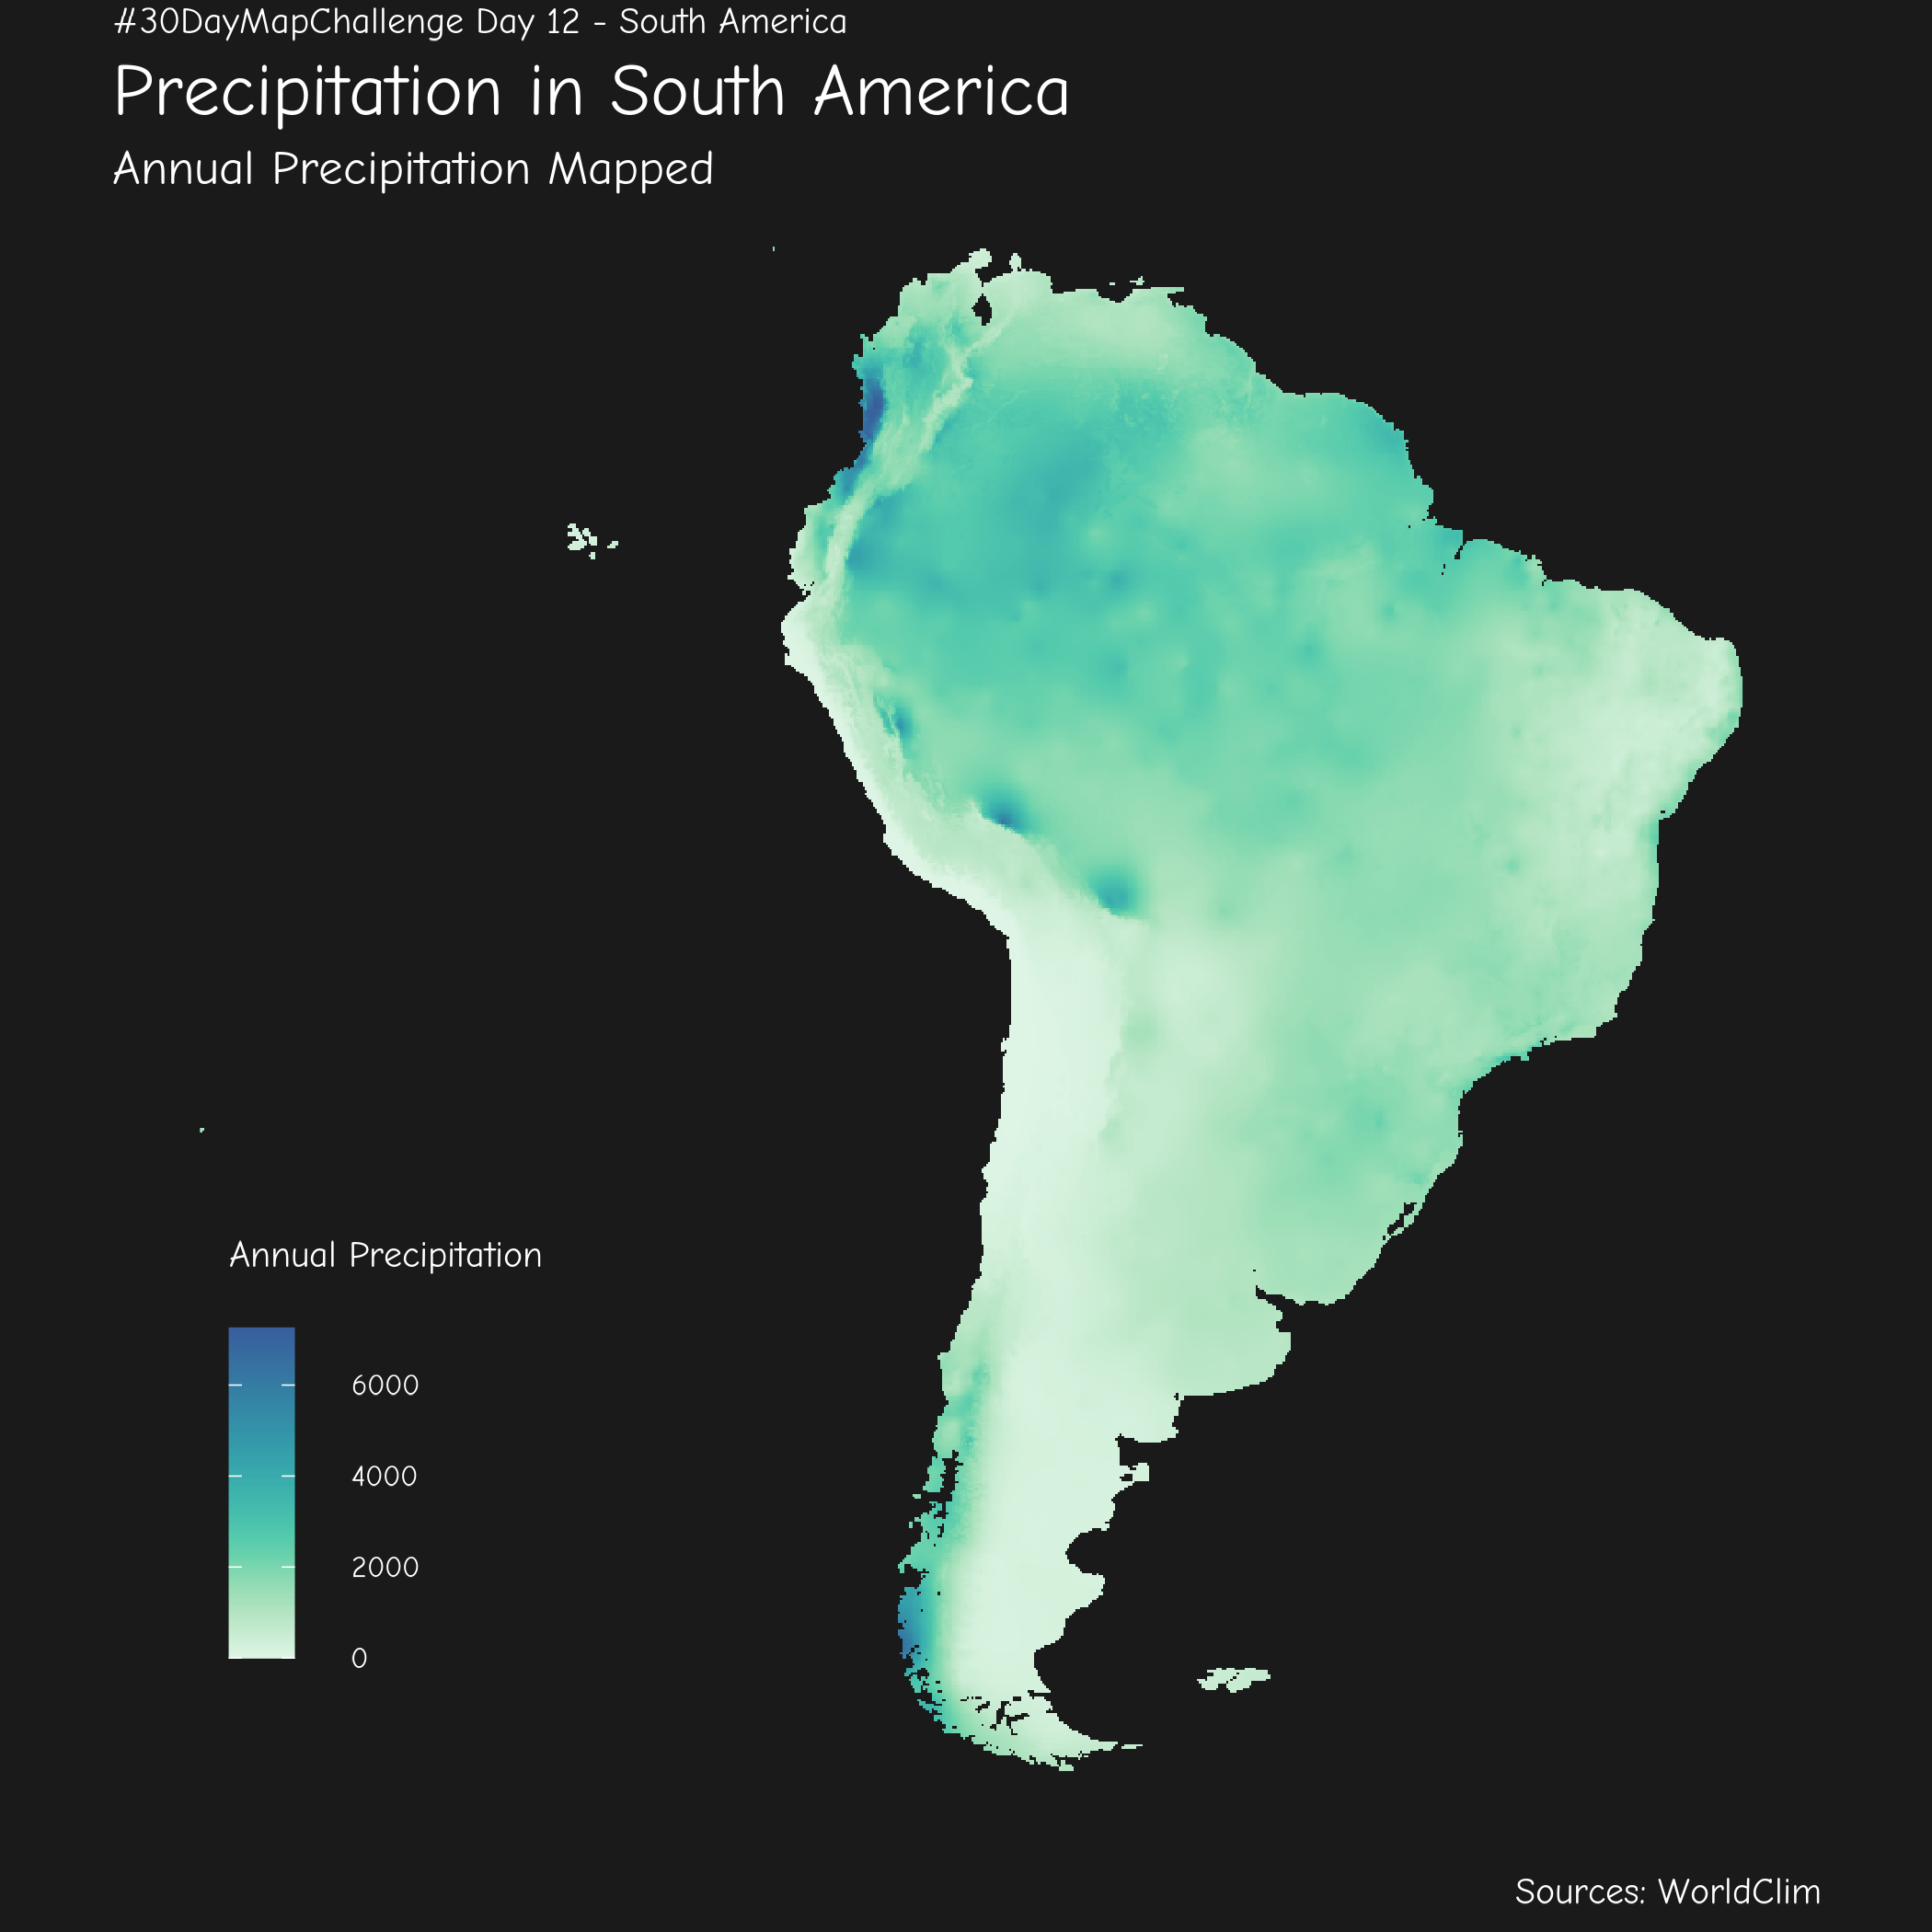 #30DayMapChallenge Day 12 - South America
Precipitation in South America
Annual Precipitation Mapped
Annual Precipitation
6000
4000
2000
0
Sources: WorldClim